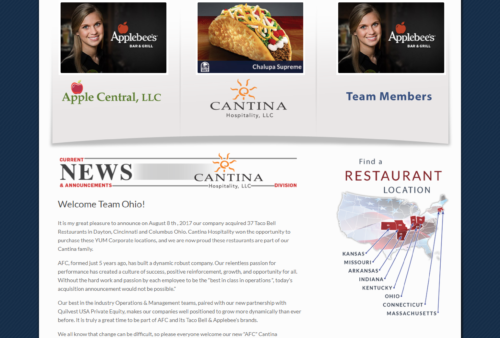 Applebee's
BAR & GRILL
Chalupa Supreme
Applebee's
BAR & GRILL
Apple Central, LLC
CANTINA
Hospitality, LLC
Team Members
CURRENT
NEWS
& ANNOUNCEMENTS
CANTINA
Hospitality, LLC
DIVISION
Welcome Team Ohio!
It is my great pleasure to announce on August 8 th , 2017 our company acquired 37 Taco Bell
Restaurants in Dayton, Cincinnati and Columbus Ohio. Cantina Hospitality won the opportunity to
purchase those YUM Corporate locations, and we are now proud these restaurants are part of our
Cantina family.
AFC, formed just 5 years ago, has built a dynamic robust company. Our relentless passion for
performance has created a culture of success, positive reinforcement, growth, and opportunity for all.
Without the hard work and passion by each employee to be the "best in class in operations ", today's
acquisition announcement would not be possible."
Our best in the industry Operations & Management teams, paired with our new partnership with
Qulivest USA Private Equity, makes our company well positioned to grow more dynamically than ever
before. It is truly a great time to be part of AFC and its Taco Bell & Applebee's brands.
We all know that change can be difficult, so please everyone welcome our new "AFC" Cantina
Find a
RESTAURANT
LOCATION
KANSAS
MISSOURI
ARKANSAS
INDIANA
KENTUCKY
OHIO
CONNECTICUT
MASSACHUSETTS